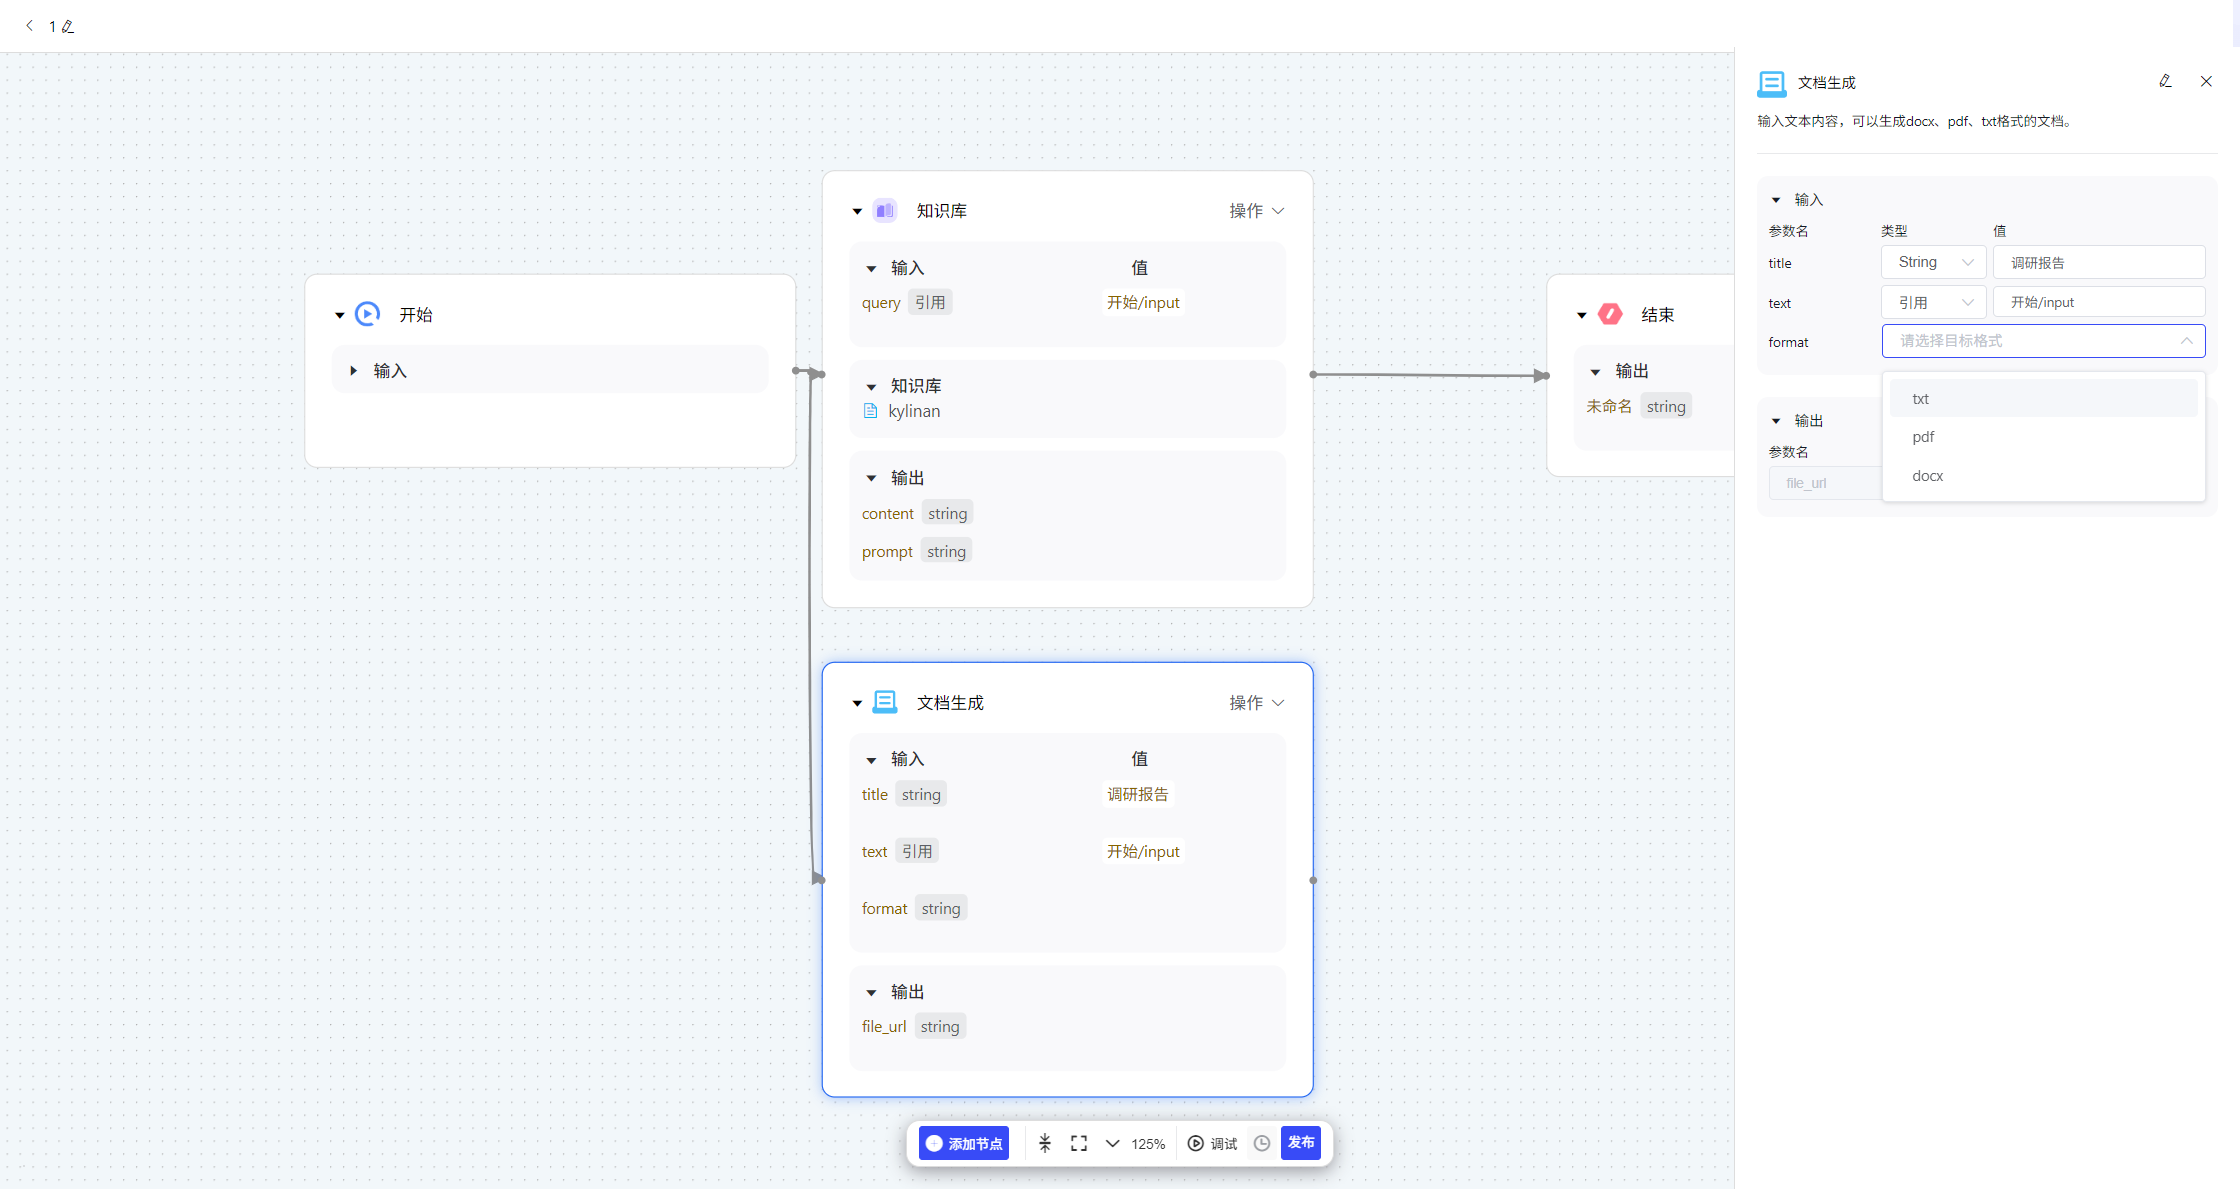 1
开始
输入
知识库
操作
输入 值
query 引用 开始/input
知识库
kylinan
输出
content string
prompt string
文档生成
操作
输入 值
title string 调研报告
text 引用 开始/input
format string
输出
file_url string
结束
输出
未命名 string
添加节点
125%
调试
发布
文档生成
输入文本内容，可以生成docx、pdf、txt格式的文档。
输入
参数名 类型 值
title String 调研报告
text 引用 开始/input
format 请选择目标格式
txt
pdf
docx
输出
参数名
file_url